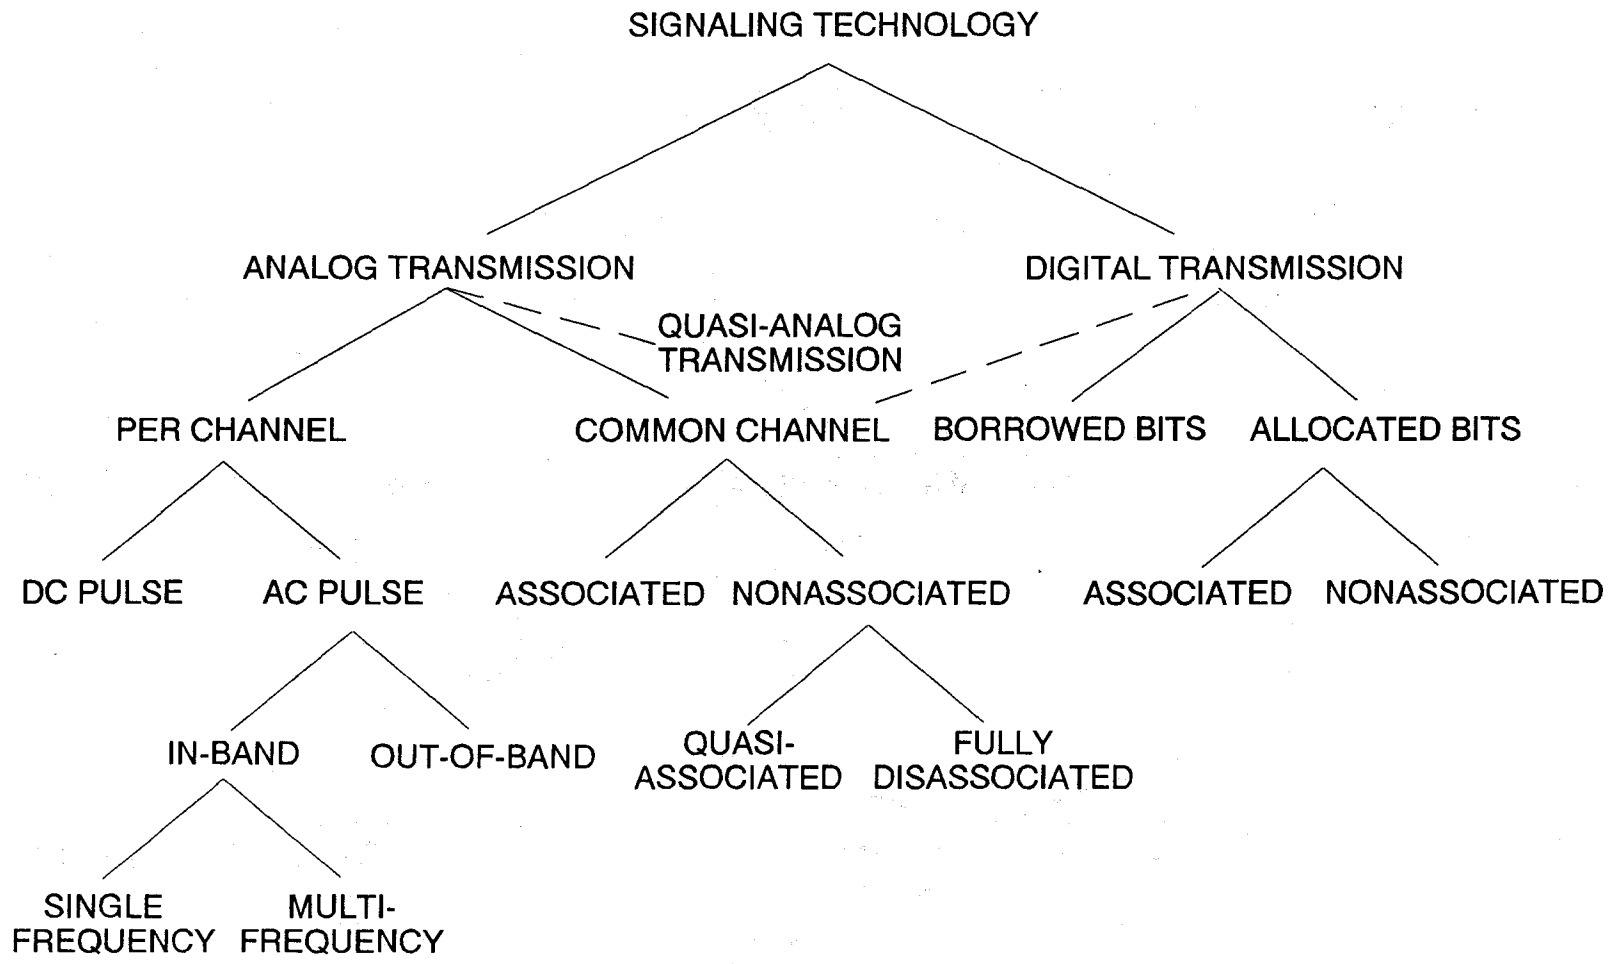 SIGNALING TECHNOLOGY
ANALOG TRANSMISSION
DIGITAL TRANSMISSION
QUASI-ANALOG
TRANSMISSION
PER CHANNEL
COMMON CHANNEL
BORROWED BITS
ALLOCATED BITS
DC PULSE
AC PULSE
ASSOCIATED
NONASSOCIATED
ASSOCIATED
NONASSOCIATED
IN-BAND
OUT-OF-BAND
QUASI-
ASSOCIATED
FULLY
DISASSOCIATED
SINGLE
FREQUENCY
MULTI-
FREQUENCY